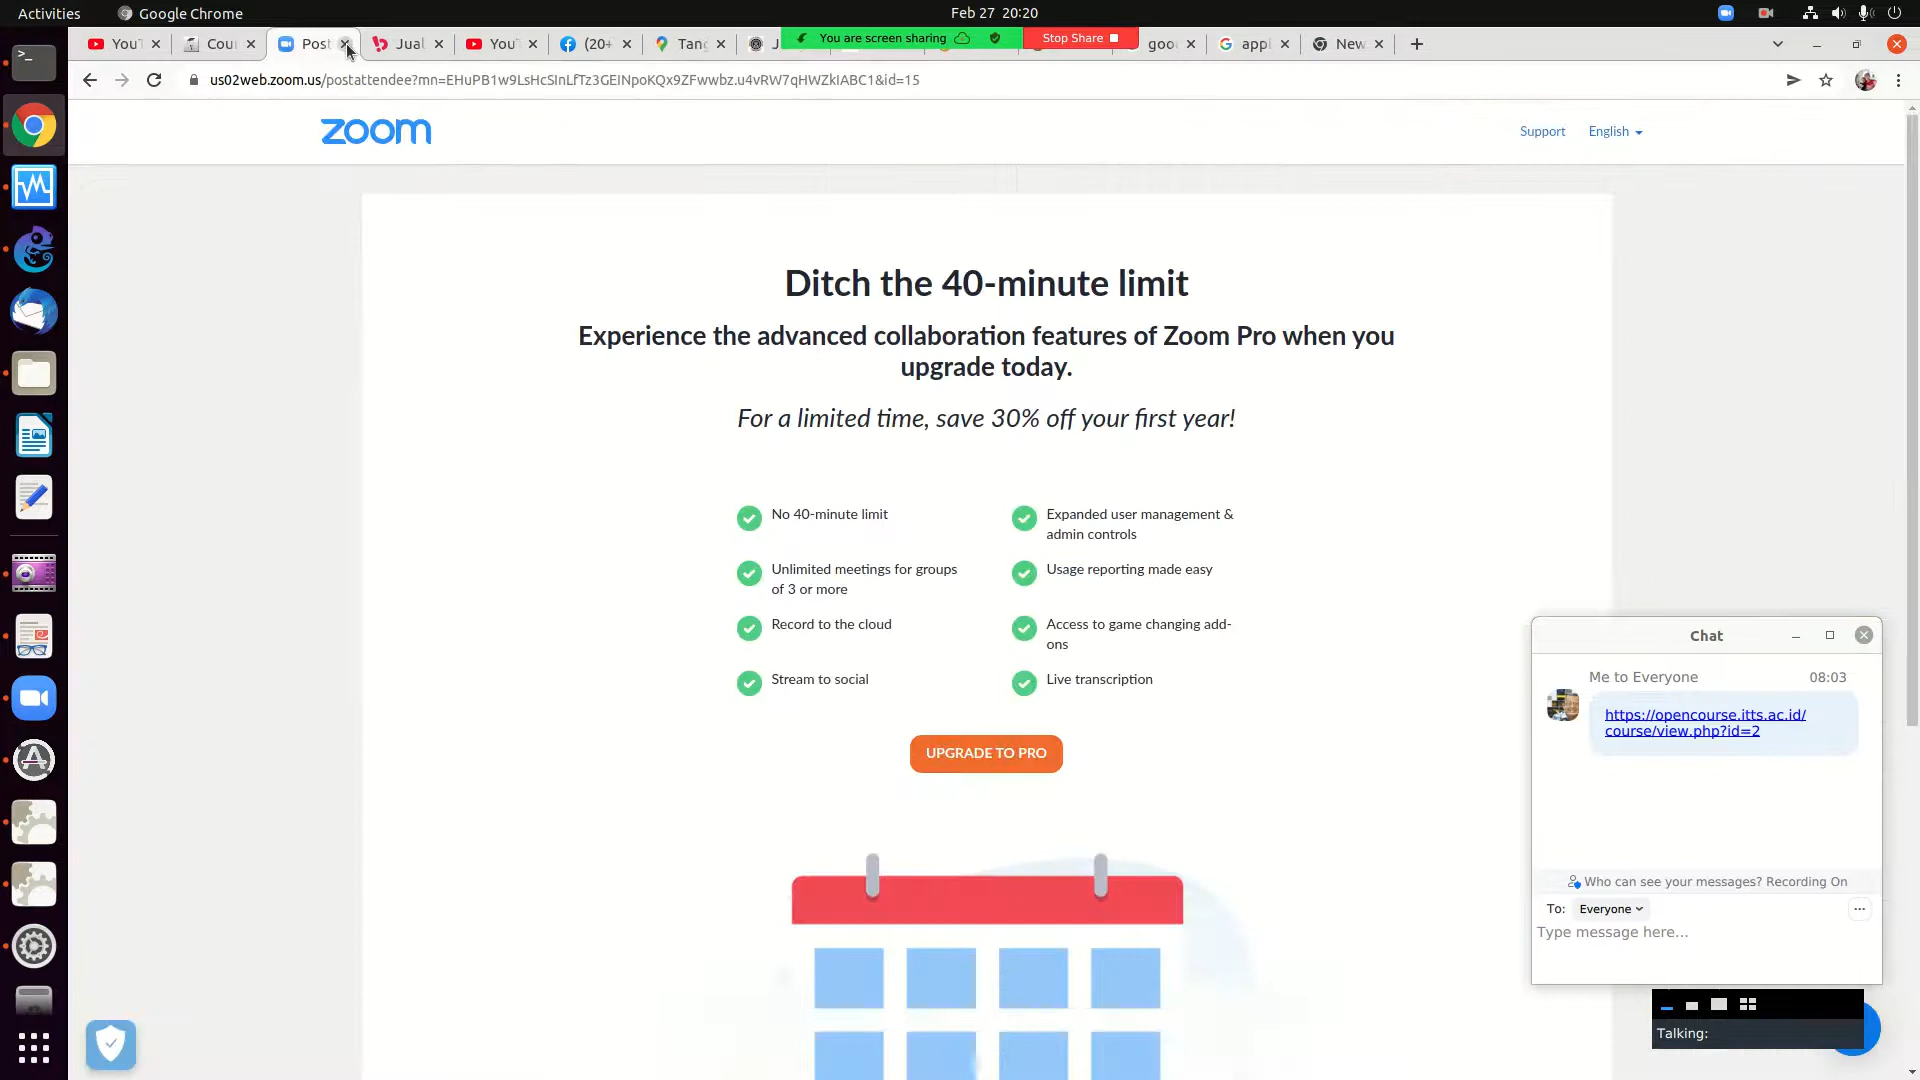 Activities
Google Chrome
Feb 27 20:20
YouT
Cou
Post
Jual
YouT
(20+
Tang
You are screen sharing
Stop Share
goo
appl
New
us02web.zoom.us/postattendee?mn=EHuPB1w9LsHcSInLfTz3GEINpoKQx9ZFwwbz.u4vRW7qHWZkIABC1&id=15
zoom
Support
English
Ditch the 40-minute limit
Experience the advanced collaboration features of Zoom Pro when you
upgrade today.
For a limited time, save 30% off your first year!
No 40-minute limit
Expanded user management &
admin controls
Unlimited meetings for groups
of 3 or more
Usage reporting made easy
Record to the cloud
Access to game changing add-
ons
Stream to social
Live transcription
UPGRADE TO PRO
Chat
Me to Everyone
08:03
https://opencourse.itts.ac.id/
course/view.php?id=2
Who can see your messages? Recording On
To:
Everyone
Type message here...
Talking: